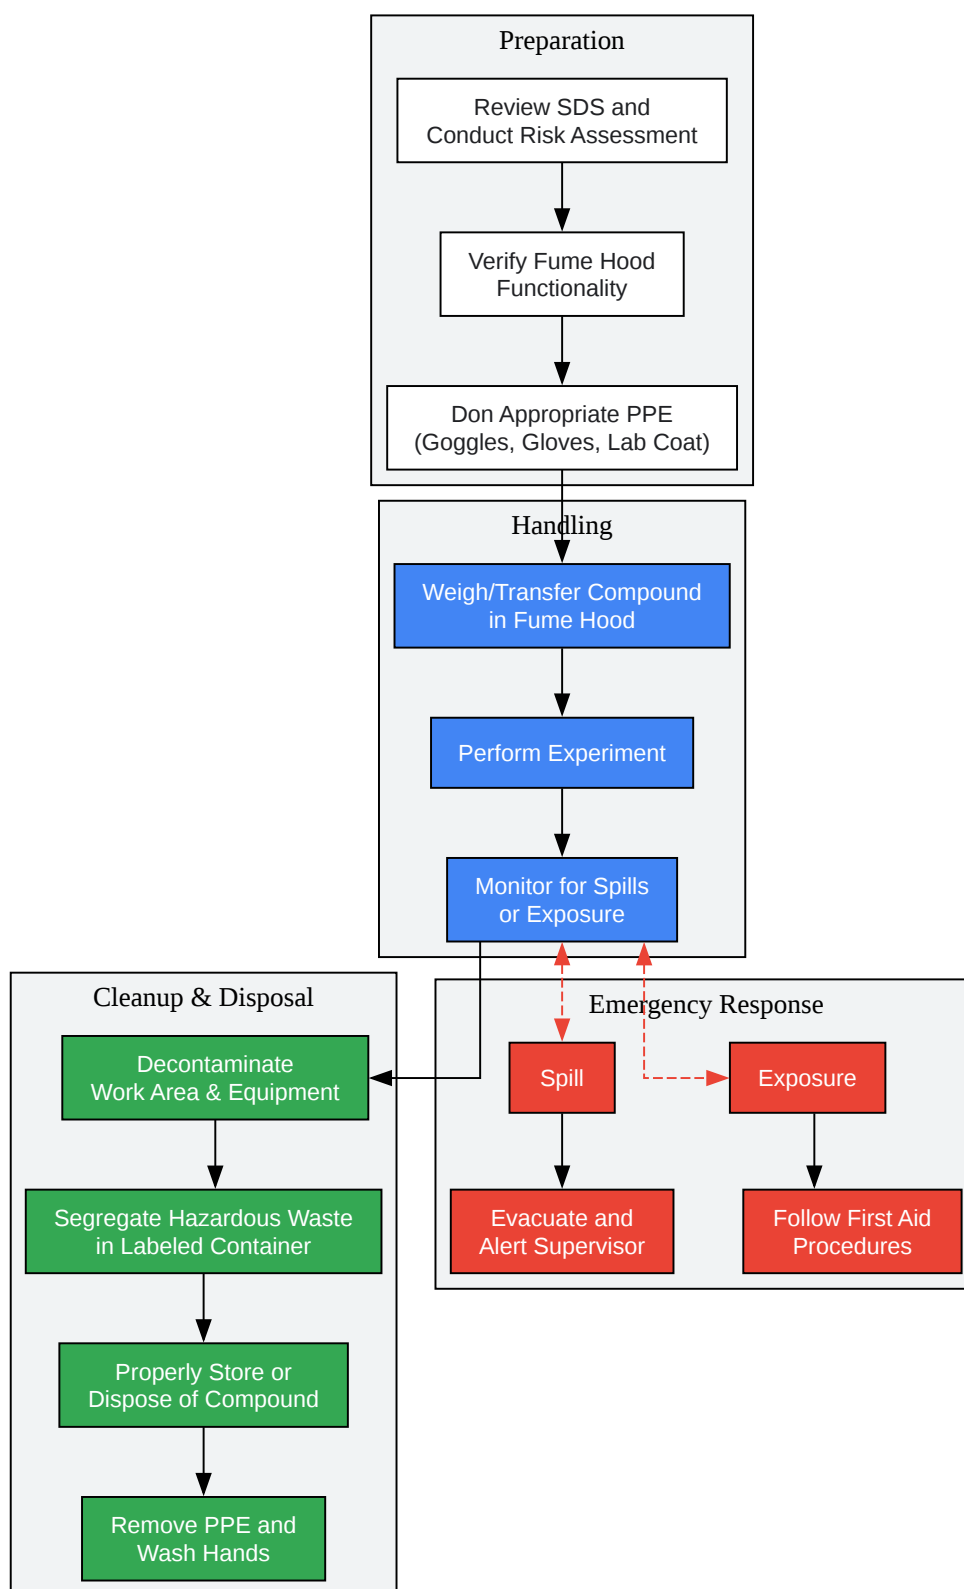 Preparation
Review SDS and
Conduct Risk Assessment
Verify Fume Hood
Functionality
Don Appropriate PPE
(Goggles, Gloves, Lab Coat)
Handling
Weigh/Transfer Compound
in Fume Hood
Perform Experiment
Monitor for Spills
or Exposure
Cleanup & Disposal
Decontaminate
Work Area & Equipment
Segregate Hazardous Waste
in Labeled Container
Properly Store or
Dispose of Compound
Remove PPE and
Wash Hands
Emergency Response
Spill
Exposure
Evacuate and
Alert Supervisor
Follow First Aid
Procedures